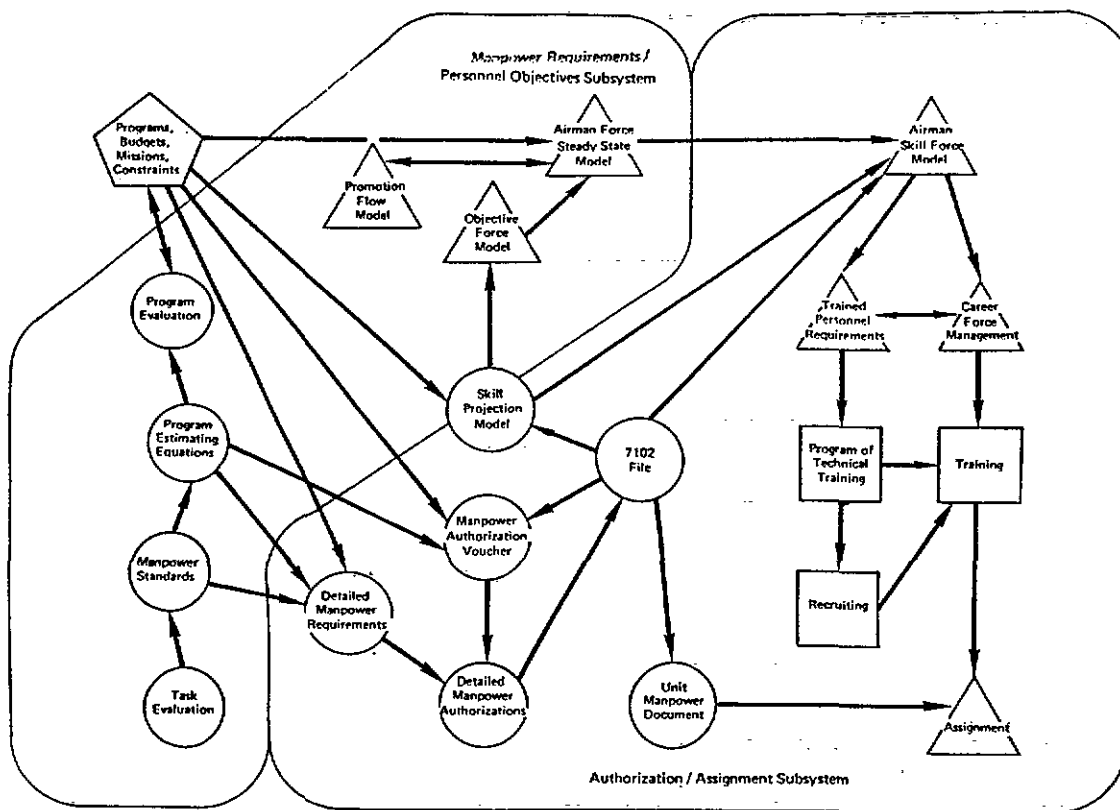 Manpower Requirements /
Personnel Objectives Subsystem
Programs,
Budgets,
Missions,
Constraints
Airman Force
Steady State
Model
Airman
Skill Force
Model
Promotion
Flow
Model
Objective
Force
Model
Program
Evaluation
Trained
Personnel
Requirements
Career
Force
Management
Skill
Projection
Model
Program
Estimating
Equations
7102
File
Program of
Technical
Training
Training
Manpower
Authorization
Voucher
Manpower
Standards
Detailed
Manpower
Requirements
Recruiting
Task
Evaluation
Detailed
Manpower
Authorizations
Unit
Manpower
Document
Assignment
Authorization / Assignment Subsystem